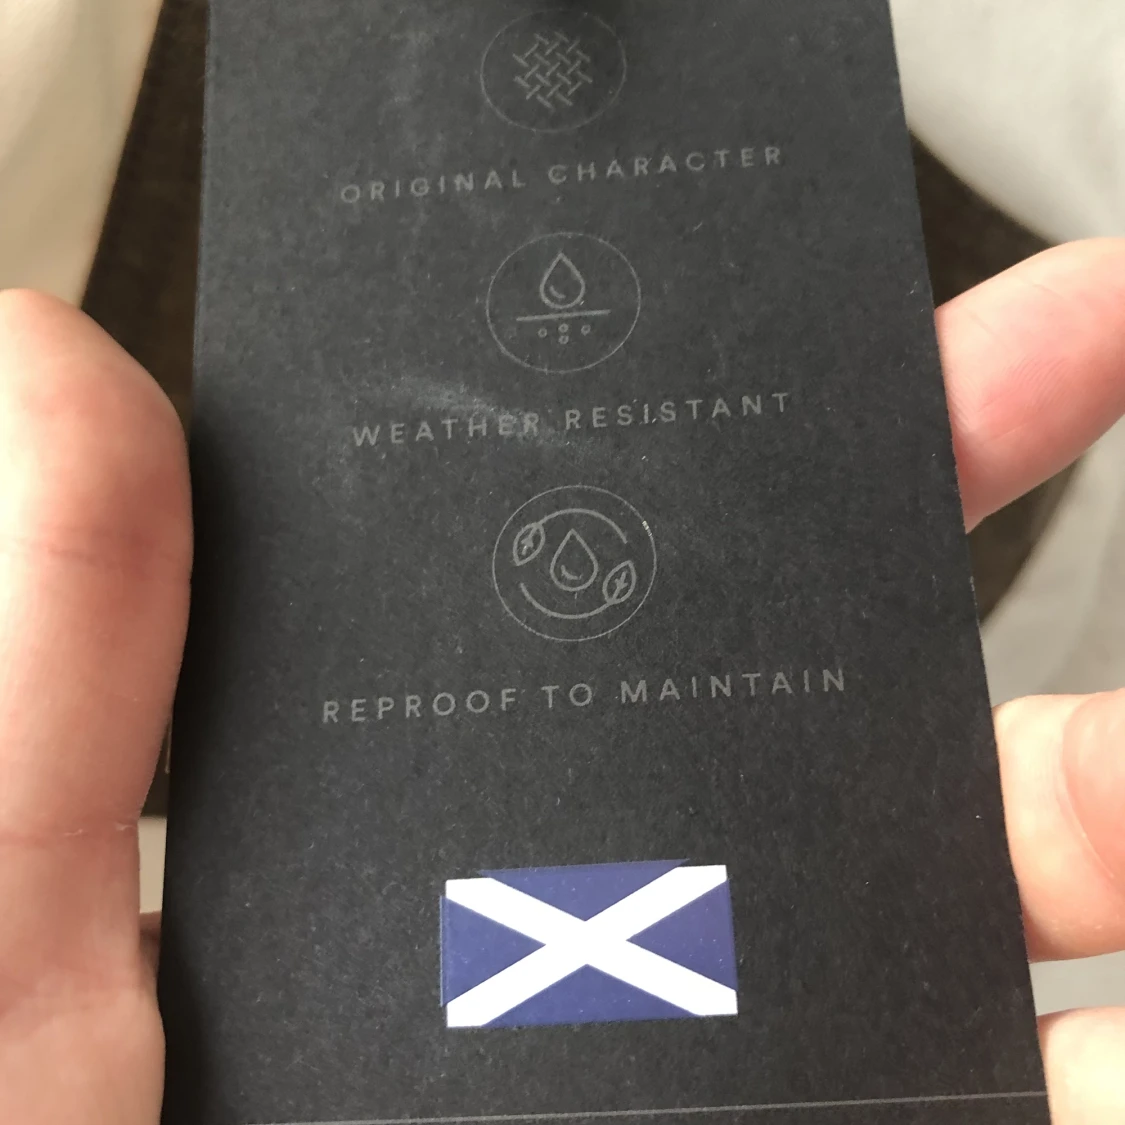 ORIGINAL CHARACTER
WEATHER RESISTANT
REPROOF TO MAINTAIN